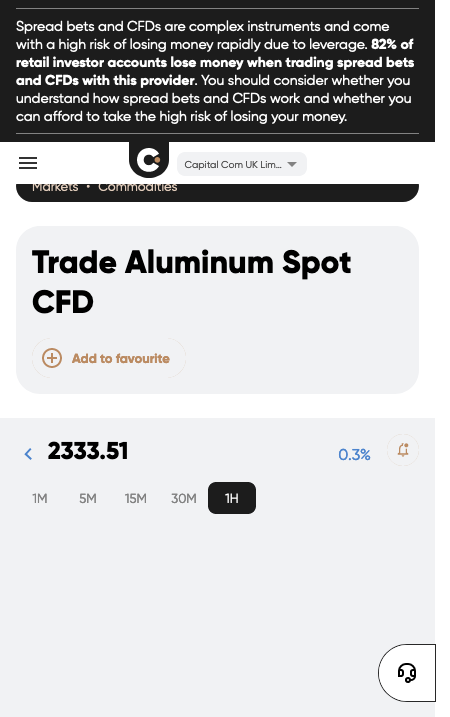 Spread bets and CFDs are complex instruments and come
with a high risk of losing money rapidly due to leverage. 82% of
retail investor accounts lose money when trading spread bets
and CFDs with this provider. You should consider whether you
understand how spread bets and CFDs work and whether you
can afford to take the high risk of losing your money.
Capital Com UK Lim...
Markets • Commodities
Trade Aluminum Spot
CFD
Add to favourite
2333.51
0.3%
1M 5M 15M 30M 1H